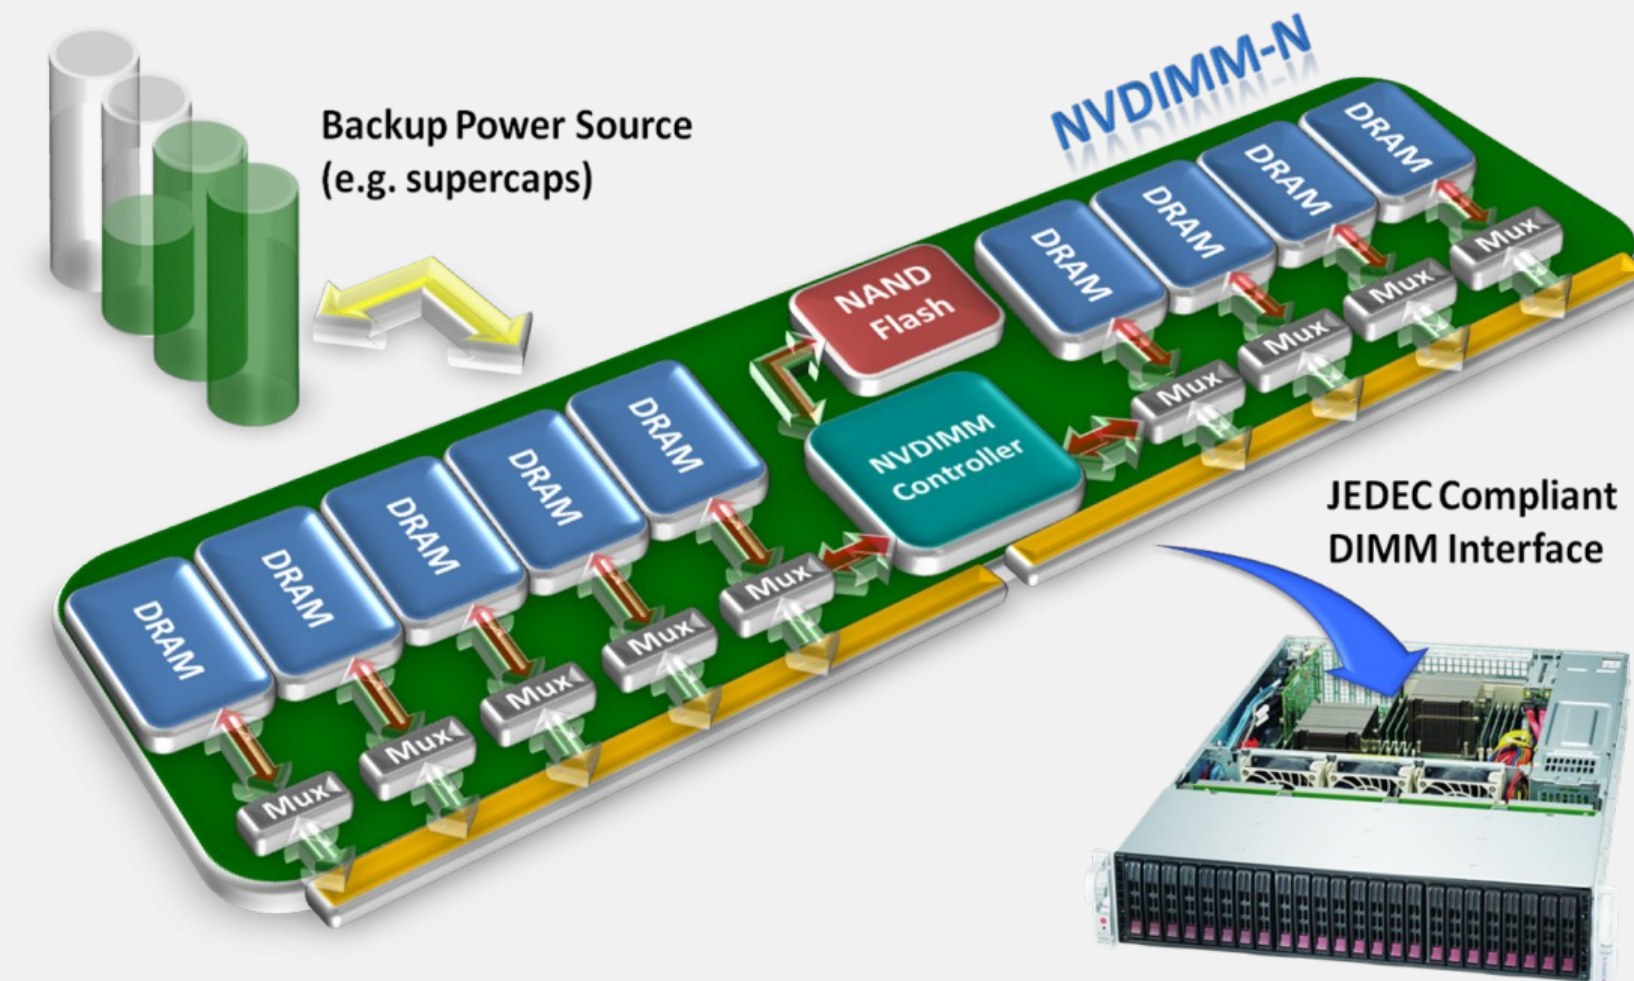 NVDIMM-N
Backup Power Source
(e.g. supercaps)
DRAM
DRAM
DRAM
DRAM
NAND
Flash
Mux
Mux
Mux
Mux
NVDIMM
Controller
DRAM
DRAM
DRAM
DRAM
DRAM
Mux
Mux
Mux
Mux
Mux
JEDEC Compliant
DIMM Interface